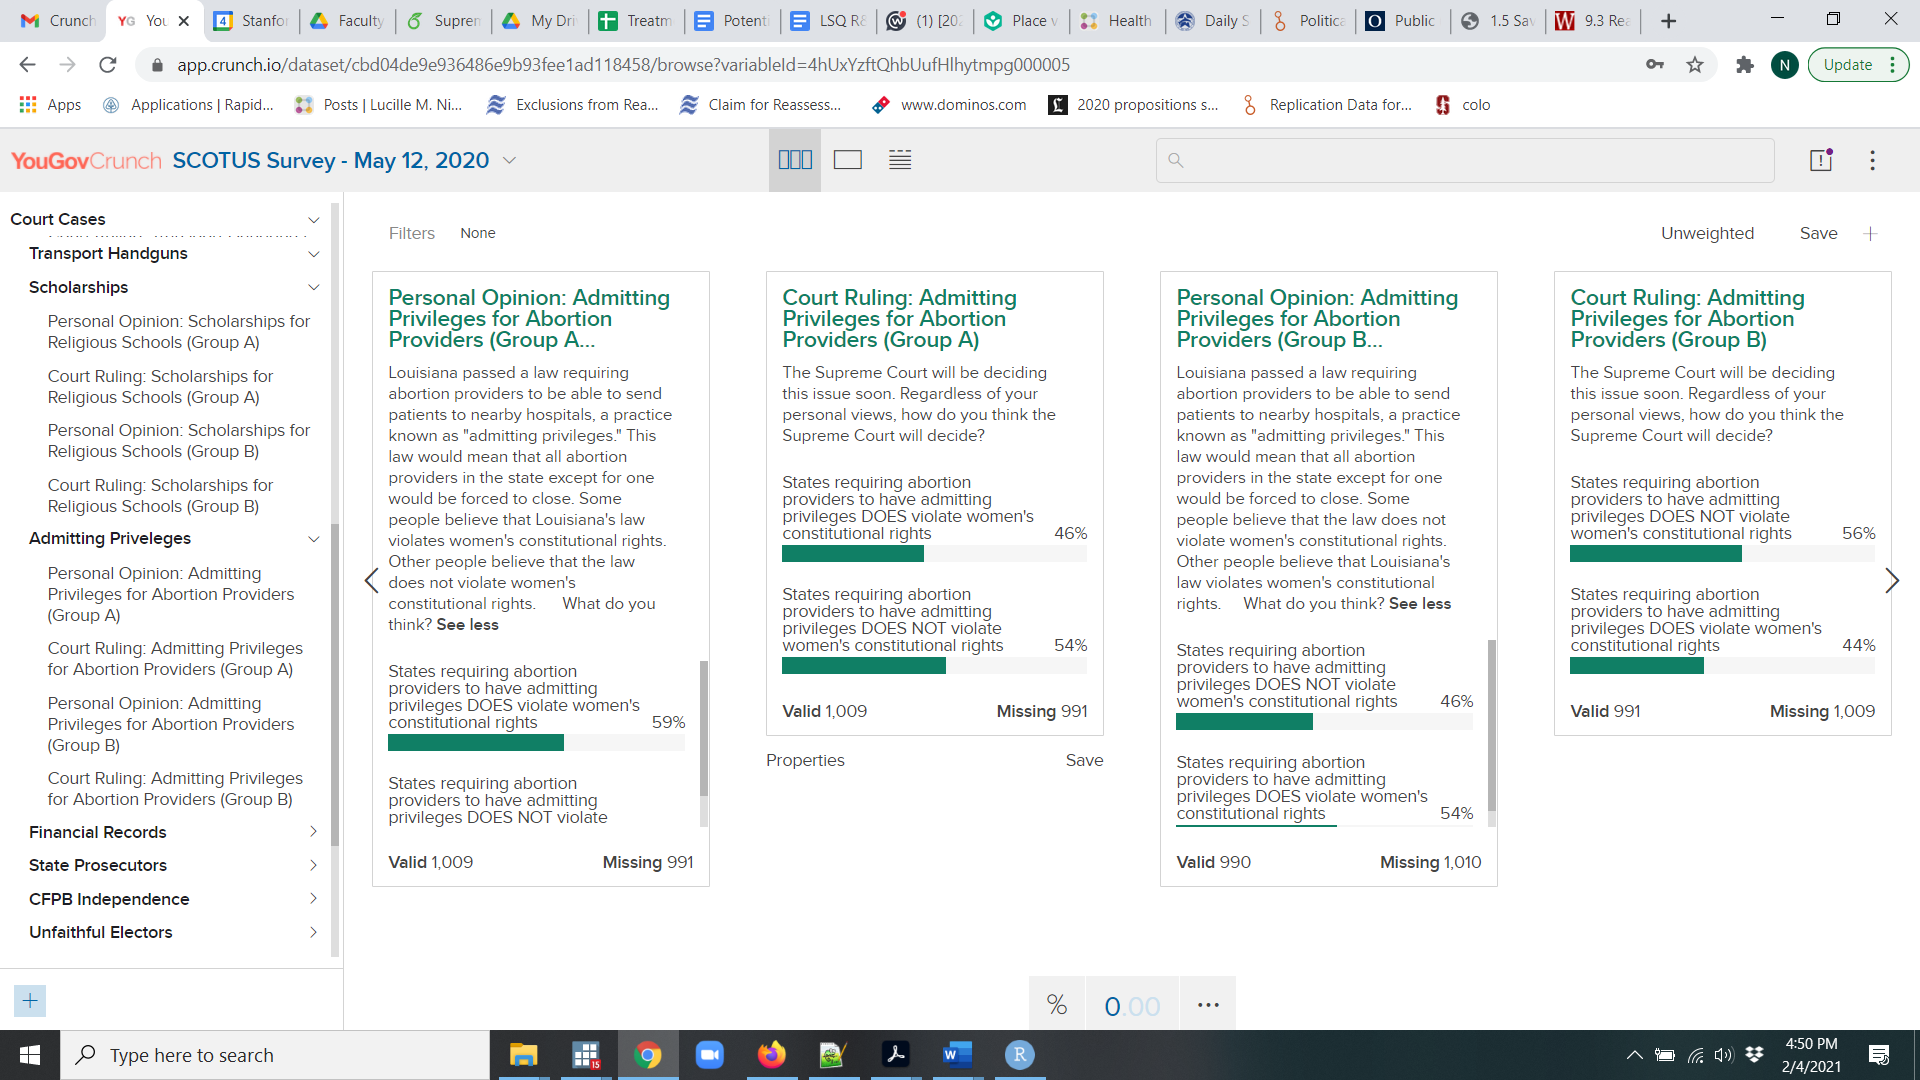 Crunch
You
Stanfo
Faculty
Suprem
My Dri
Treatm
Potenti
LSQ R&
(1) [202
Place v
Health
Daily S
Politica
Public
1.5 Sav
9.3 Rea
app.crunch.io/dataset/cbd04de9e936486e9b93fee1ad118458/browse?variableId=4hUxYzftQhbUufHlhytmpg000005
N
Update
Apps
Applications | Rapid...
Posts | Lucille M. Ni...
Exclusions from Rea...
Claim for Reassess...
www.dominos.com
2020 propositions s...
Replication Data for...
colo
YouGovCrunch SCOTUS Survey - May 12, 2020
Court Cases
Transport Handguns
Scholarships
Personal Opinion: Scholarships for
Religious Schools (Group A)
Court Ruling: Scholarships for
Religious Schools (Group A)
Personal Opinion: Scholarships for
Religious Schools (Group B)
Court Ruling: Scholarships for
Religious Schools (Group B)
Admitting Priveleges
Personal Opinion: Admitting
Privileges for Abortion Providers
(Group A)
Court Ruling: Admitting Privileges
for Abortion Providers (Group A)
Personal Opinion: Admitting
Privileges for Abortion Providers
(Group B)
Court Ruling: Admitting Privileges
for Abortion Providers (Group B)
Financial Records
State Prosecutors
CFPB Independence
Unfaithful Electors
Filters None
Unweighted Save
Personal Opinion: Admitting
Privileges for Abortion
Providers (Group A...
Louisiana passed a law requiring
abortion providers to be able to send
patients to nearby hospitals, a practice
known as "admitting privileges." This
law would mean that all abortion
providers in the state except for one
would be forced to close. Some
people believe that Louisiana's law
violates women's constitutional rights.
Other people believe that the law
does not violate women's
constitutional rights. What do you
think? See less
States requiring abortion
providers to have admitting
privileges DOES violate women's
constitutional rights 59%
States requiring abortion
providers to have admitting
privileges DOES NOT violate
Valid 1,009 Missing 991
Court Ruling: Admitting
Privileges for Abortion
Providers (Group A)
The Supreme Court will be deciding
this issue soon. Regardless of your
personal views, how do you think the
Supreme Court will decide?
States requiring abortion
providers to have admitting
privileges DOES violate women's
constitutional rights 46%
States requiring abortion
providers to have admitting
privileges DOES NOT violate
women's constitutional rights 54%
Valid 1,009 Missing 991
Properties Save
Personal Opinion: Admitting
Privileges for Abortion
Providers (Group B...
Louisiana passed a law requiring
abortion providers to be able to send
patients to nearby hospitals, a practice
known as "admitting privileges." This
law would mean that all abortion
providers in the state except for one
would be forced to close. Some
people believe that the law does not
violate women's constitutional rights.
Other people believe that Louisiana's
law violates women's constitutional
rights. What do you think? See less
States requiring abortion
providers to have admitting
privileges DOES NOT violate
women's constitutional rights 46%
States requiring abortion
providers to have admitting
privileges DOES violate women's
constitutional rights 54%
Valid 990 Missing 1,010
Court Ruling: Admitting
Privileges for Abortion
Providers (Group B)
The Supreme Court will be deciding
this issue soon. Regardless of your
personal views, how do you think the
Supreme Court will decide?
States requiring abortion
providers to have admitting
privileges DOES NOT violate
women's constitutional rights 56%
States requiring abortion
providers to have admitting
privileges DOES violate women's
constitutional rights 44%
Valid 991 Missing 1,009
% 0.00 ...
Type here to search
4:50 PM
2/4/2021